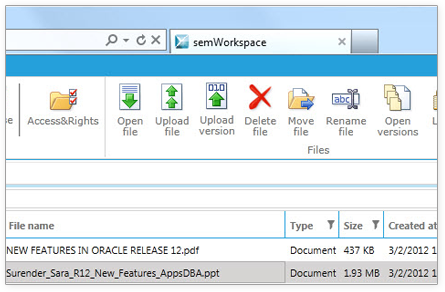 semWorkspace
Access&Rights
Open file
Upload file
Upload version
Delete file
Move file
Rename file
Open versions
Files
File name Type Size Created at
NEW FEATURES IN ORACLE RELEASE 12.pdf Document 437 KB 3/2/2012 1
Surender_Sara_R12_New_Features_AppsDBA.ppt Document 1.93 MB 3/2/2012 1